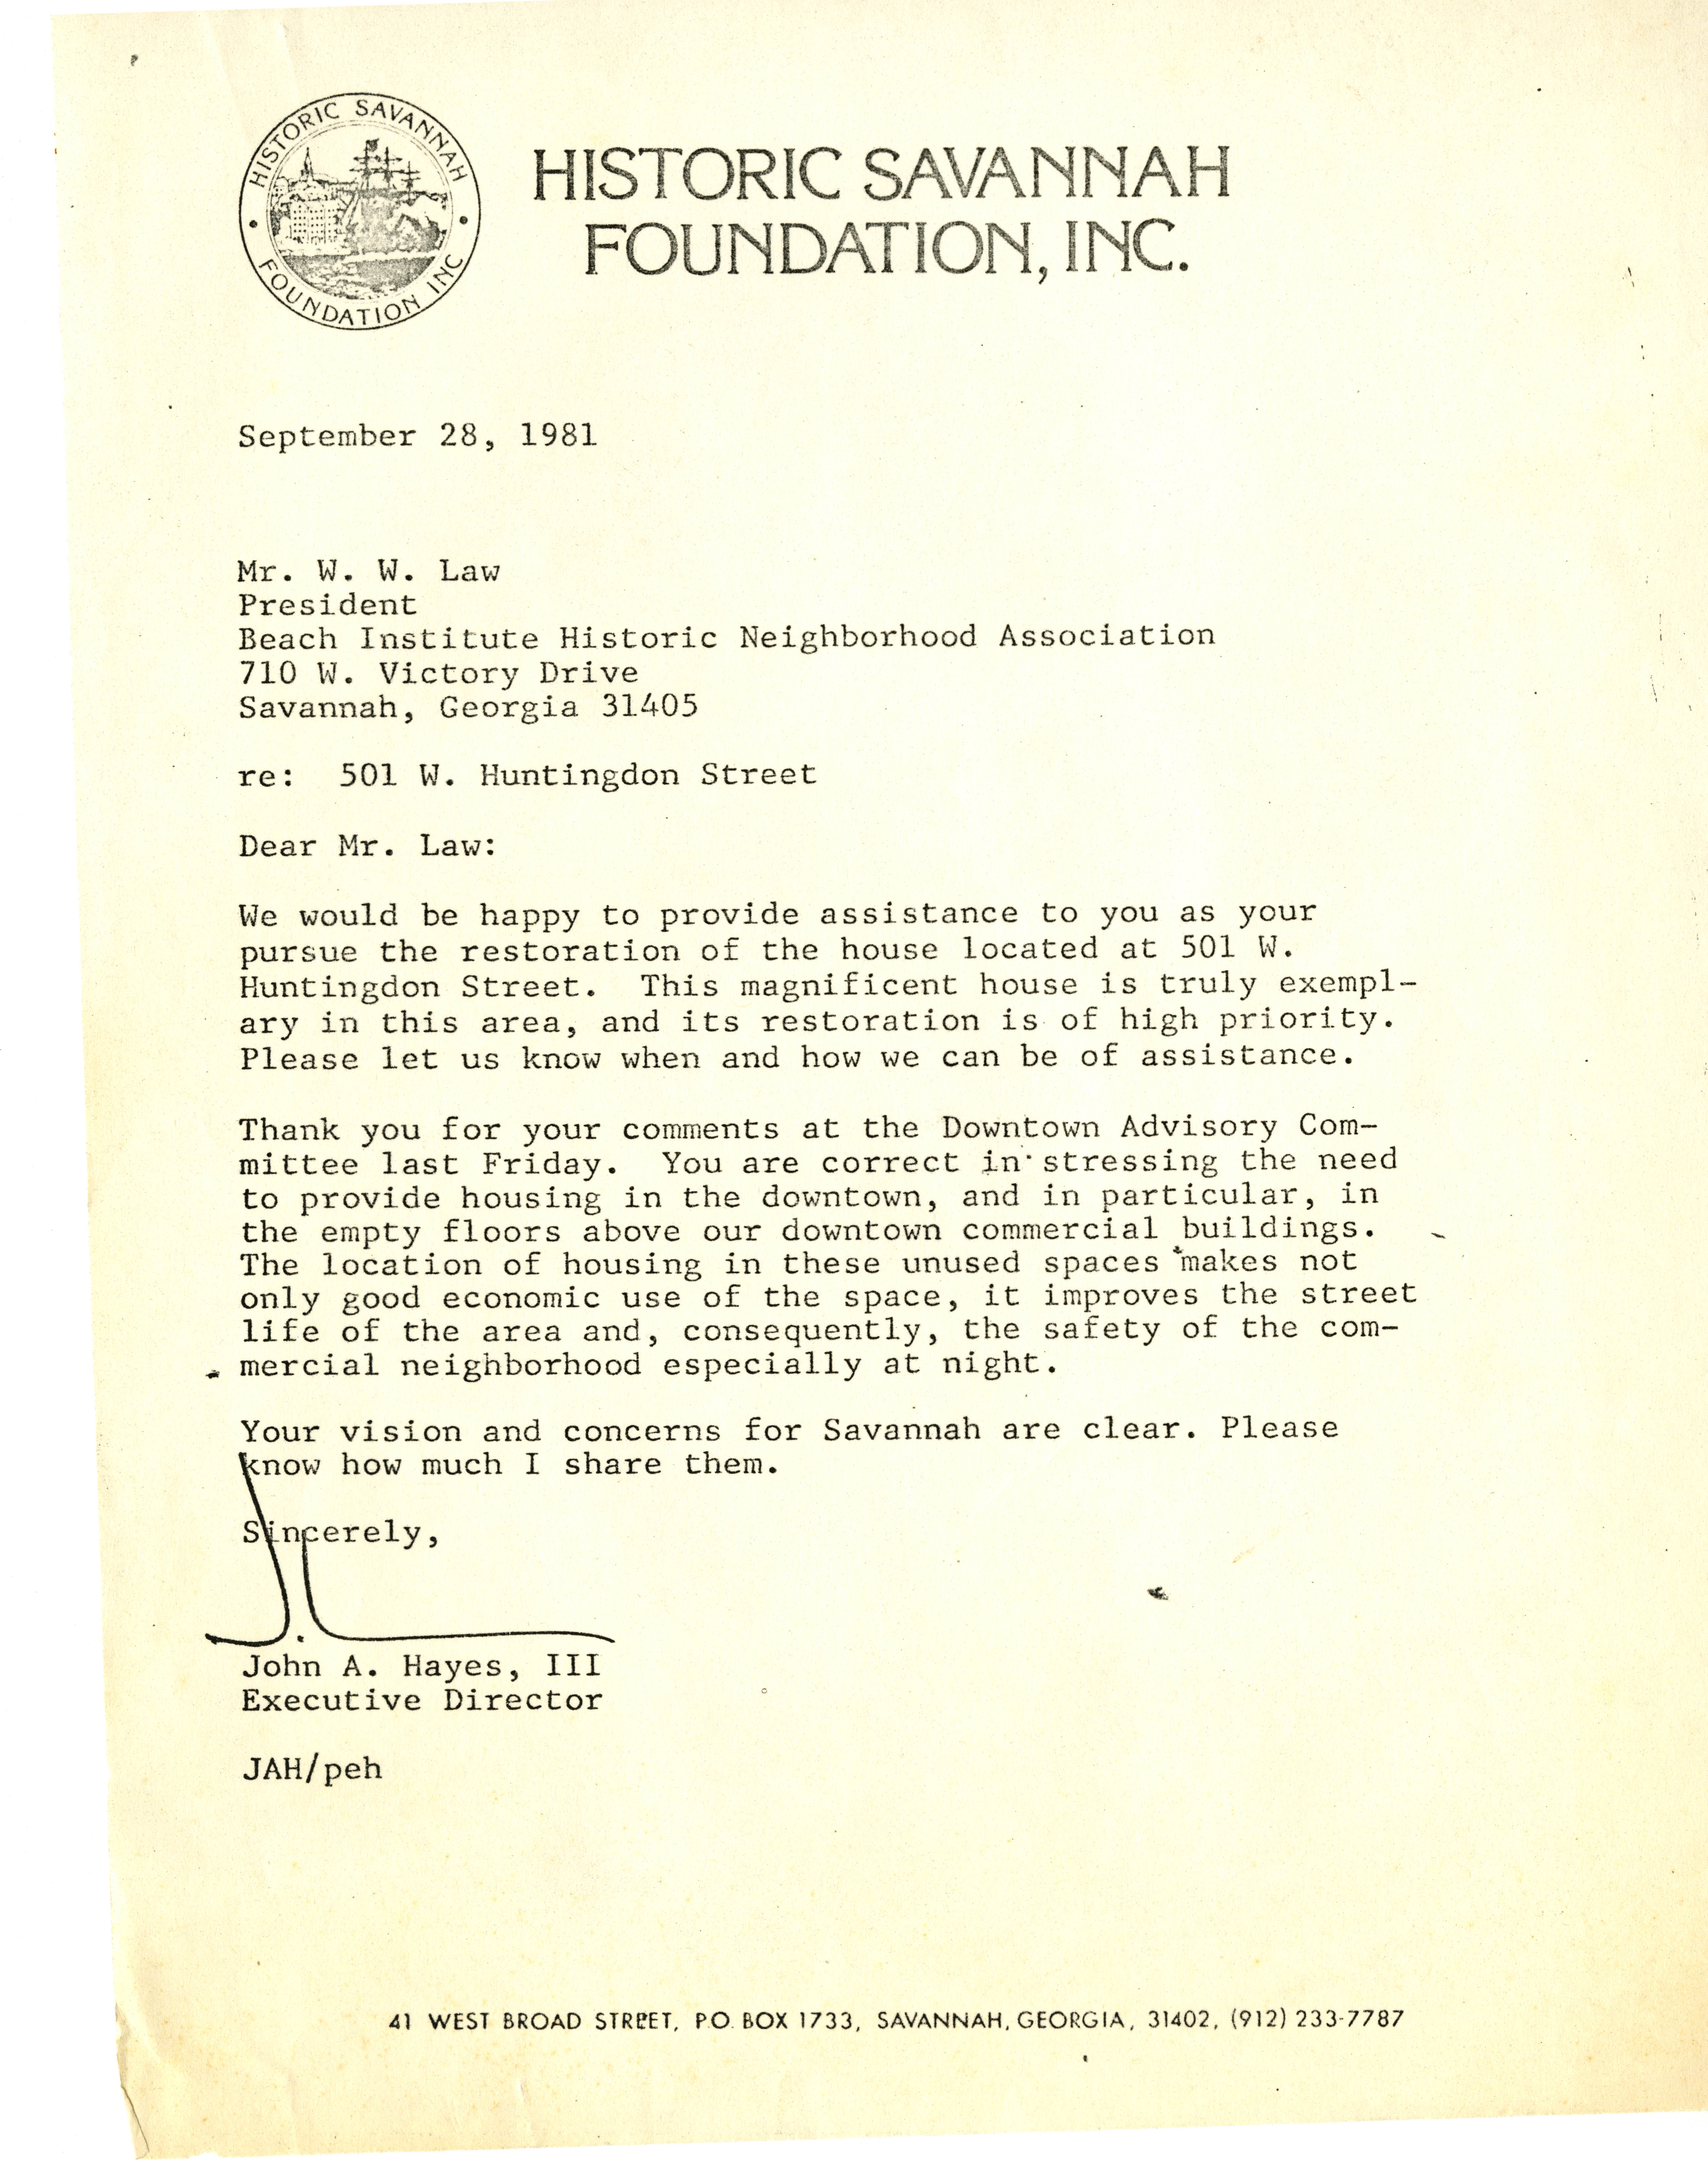 HISTORIC SAVANNAH
FOUNDATION INC
HISTORIC SAVANNAH
FOUNDATION, INC.
September 28, 1981
Mr. W. W. Law
President
Beach Institute Historic Neighborhood Association
710 W. Victory Drive
Savannah, Georgia 31405
re: 501 W. Huntingdon Street
Dear Mr. Law:
We would be happy to provide assistance to you as your
pursue the restoration of the house located at 501 W.
Huntingdon Street. This magnificent house is truly exempl-
ary in this area, and its restoration is of high priority.
Please let us know when and how we can be of assistance.
Thank you for your comments at the Downtown Advisory Com-
mittee last Friday. You are correct in stressing the need
to provide housing in the downtown, and in particular, in
the empty floors above our downtown commercial buildings.
The location of housing in these unused spaces makes not
only good economic use of the space, it improves the street
life of the area and, consequently, the safety of the com-
mercial neighborhood especially at night.
Your vision and concerns for Savannah are clear. Please
know how much I share them.
Sincerely,
John A. Hayes, III
Executive Director
JAH/peh
41 WEST BROAD STREET, P.O. BOX 1733, SAVANNAH, GEORGIA, 31402, (912) 233-7787